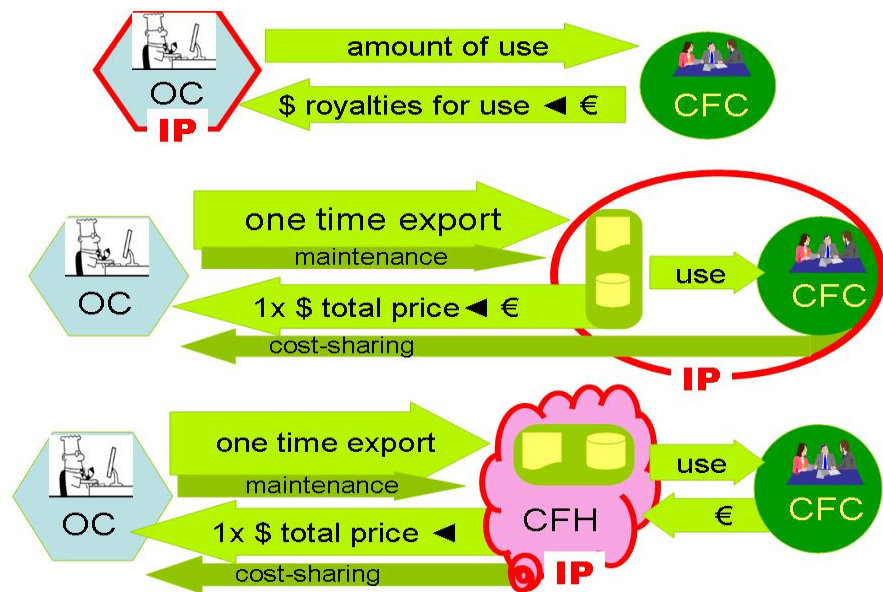 amount of use
OC
IP
$ royalties for use ◄ €
CFC
one time export
maintenance
OC
use
CFC
1x $ total price ◄ €
cost-sharing
IP
one time export
maintenance
OC
use
CFC
CFH
€
1x $ total price ◄
cost-sharing
IP